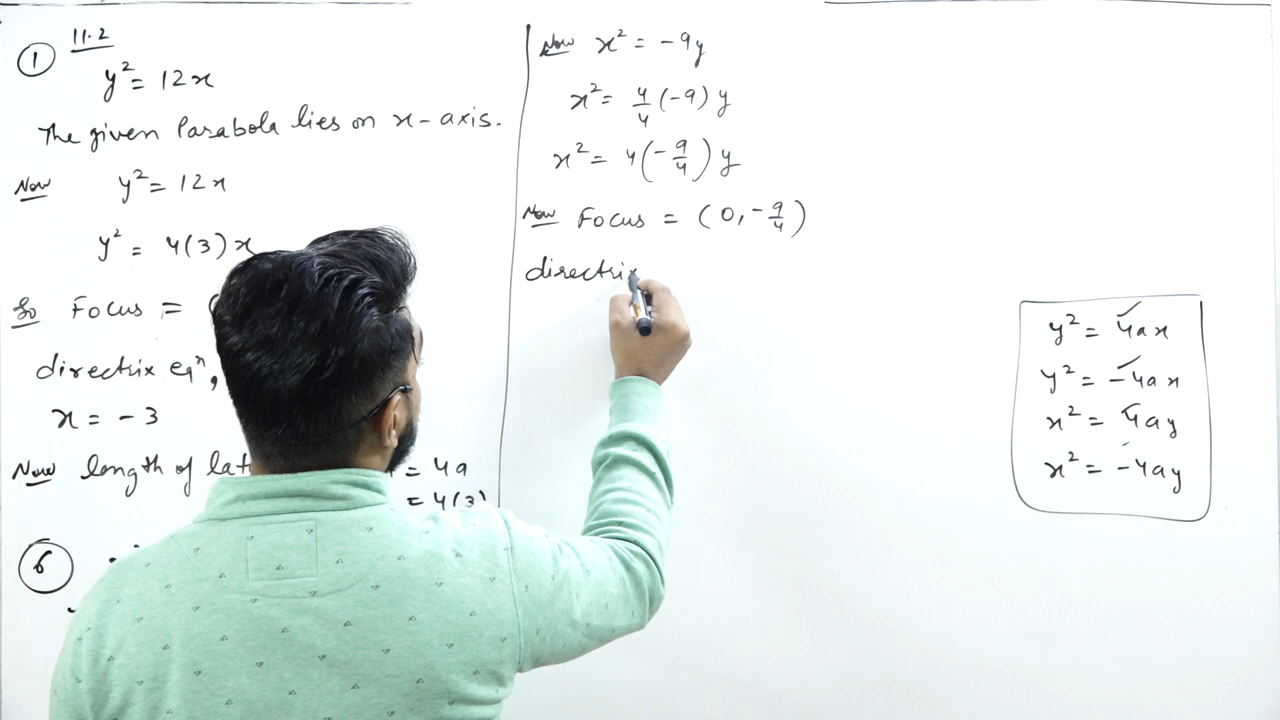 11.2
① y² = 12x
The given Parabola lies on x-axis.
Now y² = 12x
y² = 4(3)x
So Focus = (
directrix eqⁿ,
x = -3
Now length of lat = 4a
= 4(3)
⑥
Now x² = -9y
x² = 4/4 (-9) y
x² = 4(-9/4) y
Now Focus = (0, -9/4)
directrix
y² = 4ax
y² = -4ax
x² = 4ay
x² = -4ay